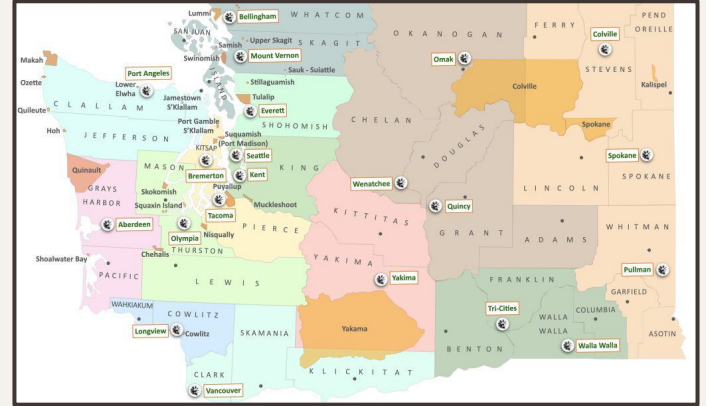 Lummi
Bellingham
WHATCOM
SAN JUAN
Samish
Upper Skagit
SKAGIT
Swinomish
Mount Vernon
Sauk - Suiattle
ISLAND
Makah
Ozette
Port Angeles
Lower
Elwha
Jamestown
S'Klallam
Stillaguamish
Tulalip
Everett
SHOHOMISH
CLALLAM
Quileute
Hoh
JEFFERSON
Port Gamble
S'Klallam
Suquamish
(Port Madison)
KITSAP
Seattle
Bremerton
Kent
KING
Quinault
GRAYS
HARBOR
MASON
Skokomish
Squaxin Island
Puyallup
Tacoma
Muckleshoot
Aberdeen
Olympia
Nisqually
PIERCE
THURSTON
Shoalwater Bay
Chehalis
PACIFIC
LEWIS
WAHKIAKUM
COWLITZ
Longview
Cowlitz
SKAMANIA
CLARK
Vancouver
KLICKITAT
OKANOGAN
Omak
CHELAN
DOUGLAS
Wenatchee
Quincy
KITTITAS
GRANT
ADAMS
YAKIMA
Yakima
Yakama
FERRY
PEND
OREILLE
Colville
STEVENS
Colville
Kalispel
Spokane
Spokane
SPOKANE
LINCOLN
WHITMAN
Pullman
FRANKLIN
GARFIELD
Tri-Cities
COLUMBIA
WALLA
WALLA
Walla Walla
ASOTIN
BENTON